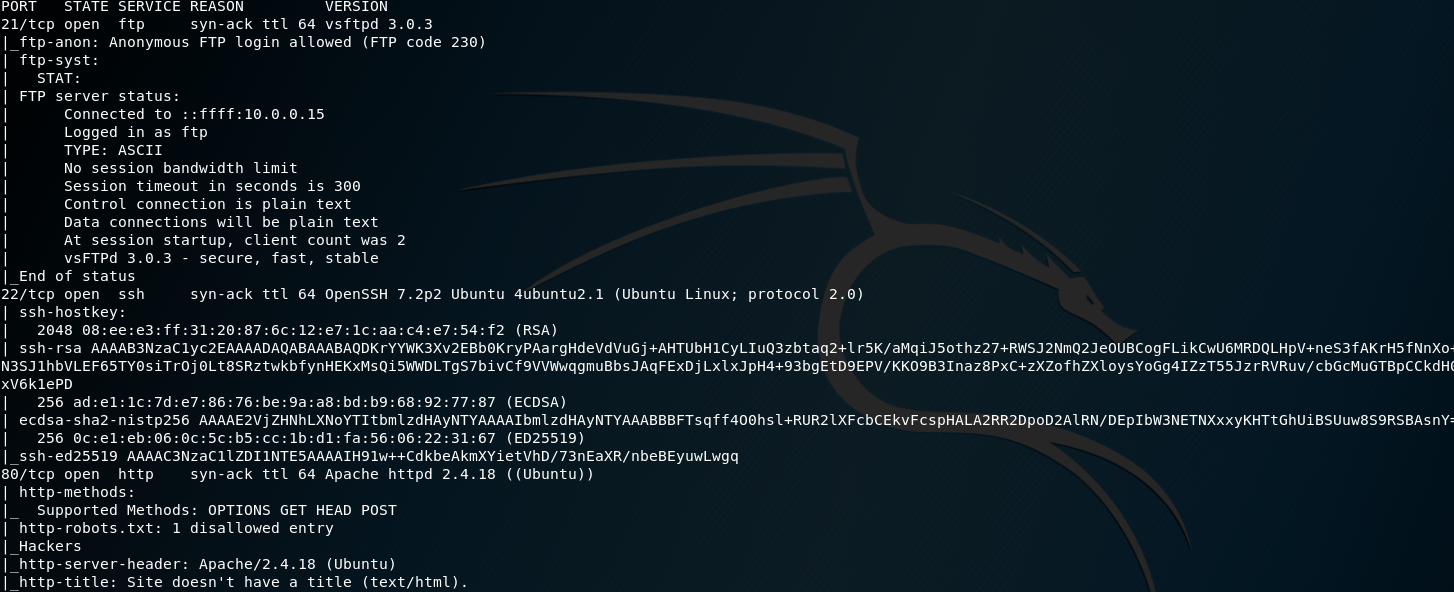 PORT   STATE SERVICE REASON         VERSION
21/tcp open  ftp     syn-ack ttl 64 vsftpd 3.0.3
|_ftp-anon: Anonymous FTP login allowed (FTP code 230)
| ftp-syst:
|   STAT:
| FTP server status:
|      Connected to ::ffff:10.0.0.15
|      Logged in as ftp
|      TYPE: ASCII
|      No session bandwidth limit
|      Session timeout in seconds is 300
|      Control connection is plain text
|      Data connections will be plain text
|      At session startup, client count was 2
|      vsFTPd 3.0.3 - secure, fast, stable
|_End of status
22/tcp open  ssh     syn-ack ttl 64 OpenSSH 7.2p2 Ubuntu 4ubuntu2.1 (Ubuntu Linux; protocol 2.0)
| ssh-hostkey:
|   2048 08:ee:e3:ff:31:20:87:6c:12:e7:1c:aa:c4:e7:54:f2 (RSA)
| ssh-rsa AAAAB3NzaC1yc2EAAAADAQABAAABAQDKrYYWK3Xv2EBb0KryPAargHdeVdVuGj+AHTUbH1CyLIuQ3zbtaq2+lr5K/aMqiJ5othz27+RWSJ2NmQ2JeOUBCogFLikCwU6MRDQLHpV+neS3fAKrH5fNnXo+
N3SJ1hbVLEF65TY0siTrOj0Lt8SRztwkbfynHEKxMsQi5WWDLTgS7bivCf9VVWwqgmuBbsJAqFExDjLxlxJpH4+93bgEtD9EPV/KKO9B3Inaz8PxC+zXZofhZXloysYoGg4IZzT55JzrRVRuv/cbGcMuGTBpCCkdH0
xV6k1ePD
|   256 ad:e1:1c:7d:e7:86:76:be:9a:a8:bd:b9:68:92:77:87 (ECDSA)
| ecdsa-sha2-nistp256 AAAAE2VjZHNhLXNoYTItbmlzdHAyNTYAAAAIbmlzdHAyNTYAAABBBFTsqff4O0hsl+RUR2lXFcbCEkvFcspHALA2RR2DpoD2AlRN/DEpIbW3NETNXxxyKHTtGhUiBSUuw8S9RSBAsnY=
|   256 0c:e1:eb:06:0c:5c:b5:cc:1b:d1:fa:56:06:22:31:67 (ED25519)
|_ssh-ed25519 AAAAC3NzaC1lZDI1NTE5AAAAIH91w++CdkbeAkmXYietVhD/73nEaXR/nbeBEyuwLwgq
80/tcp open  http    syn-ack ttl 64 Apache httpd 2.4.18 ((Ubuntu))
| http-methods:
|_  Supported Methods: OPTIONS GET HEAD POST
| http-robots.txt: 1 disallowed entry
|_Hackers
|_http-server-header: Apache/2.4.18 (Ubuntu)
|_http-title: Site doesn't have a title (text/html).